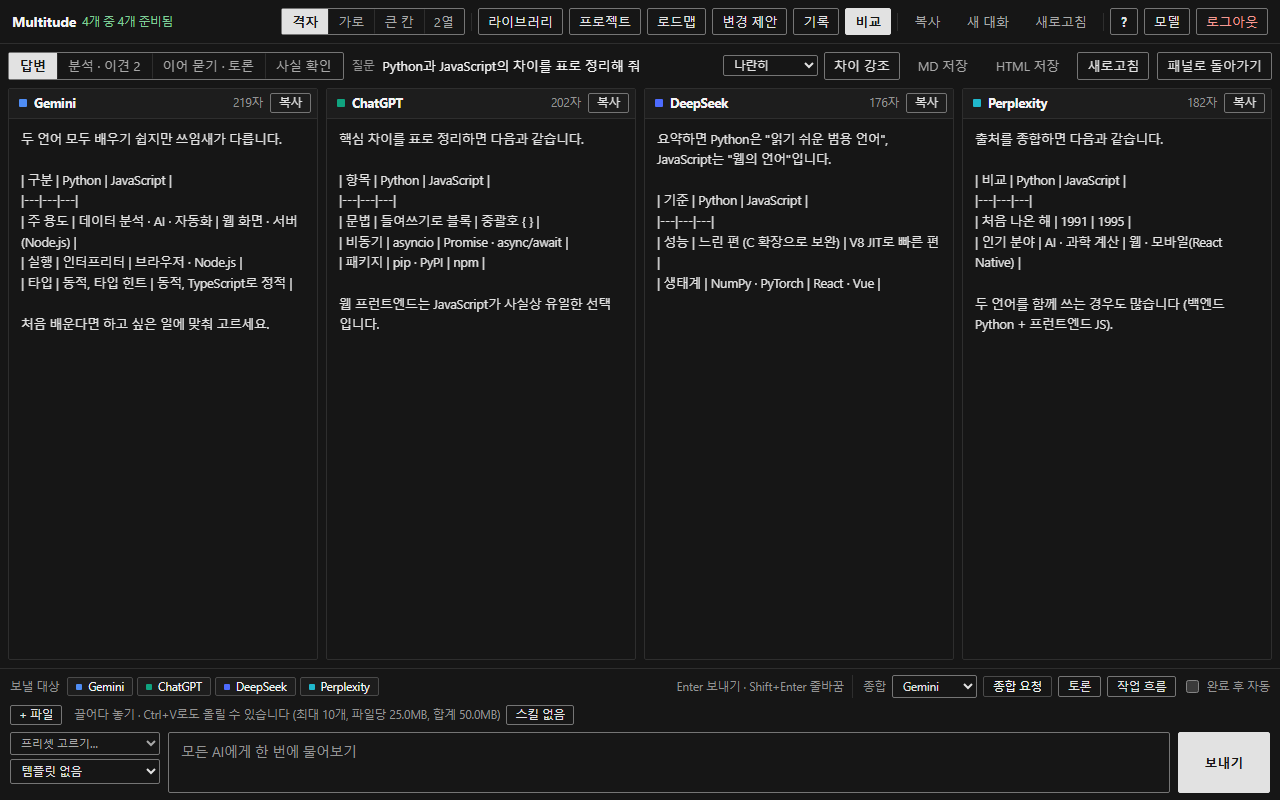 Multitude 4개 중 4개 준비됨 격자 가로 큰 칸 2열 라이브러리 프로젝트 로드맵 변경 제안 기록 비교 복사 새 대화 새로고침 ? 모델 로그아웃
답변 분석 · 이견 2 이어 묻기 · 토론 사실 확인 질문 Python과 JavaScript의 차이를 표로 정리해 줘 나란히 차이 강조 MD 저장 HTML 저장 새로고침 패널로 돌아가기
Gemini 219자 복사
두 언어 모두 배우기 쉽지만 쓰임새가 다릅니다.
| 구분 | Python | JavaScript |
|---|---|---|
| 주 용도 | 데이터 분석 · AI · 자동화 | 웹 화면 · 서버
(Node.js) |
| 실행 | 인터프리터 | 브라우저 · Node.js |
| 타입 | 동적, 타입 힌트 | 동적, TypeScript로 정적 |
처음 배운다면 하고 싶은 일에 맞춰 고르세요.
ChatGPT 202자 복사
핵심 차이를 표로 정리하면 다음과 같습니다.
| 항목 | Python | JavaScript |
|---|---|---|
| 문법 | 들여쓰기로 블록 | 중괄호 { } |
| 비동기 | asyncio | Promise · async/await |
| 패키지 | pip · PyPI | npm |
웹 프런트엔드는 JavaScript가 사실상 유일한 선택
입니다.
DeepSeek 176자 복사
요약하면 Python은 "읽기 쉬운 범용 언어",
JavaScript는 "웹의 언어"입니다.
| 기준 | Python | JavaScript |
|---|---|---|
| 성능 | 느린 편 (C 확장으로 보완) | V8 JIT로 빠른 편
|
| 생태계 | NumPy · PyTorch | React · Vue |
Perplexity 182자 복사
출처를 종합하면 다음과 같습니다.
| 비교 | Python | JavaScript |
|---|---|---|
| 처음 나온 해 | 1991 | 1995 |
| 인기 분야 | AI · 과학 계산 | 웹 · 모바일(React
Native) |
두 언어를 함께 쓰는 경우도 많습니다 (백엔드
Python + 프런트엔드 JS).
보낼 대상 Gemini ChatGPT DeepSeek Perplexity Enter 보내기 · Shift+Enter 줄바꿈 종합 Gemini 종합 요청 토론 작업 흐름 완료 후 자동
+ 파일 끌어다 놓기 · Ctrl+V로도 올릴 수 있습니다 (최대 10개, 파일당 25.0MB, 합계 50.0MB) 스킬 없음
프리셋 고르기...
템플릿 없음
모든 AI에게 한 번에 물어보기
보내기